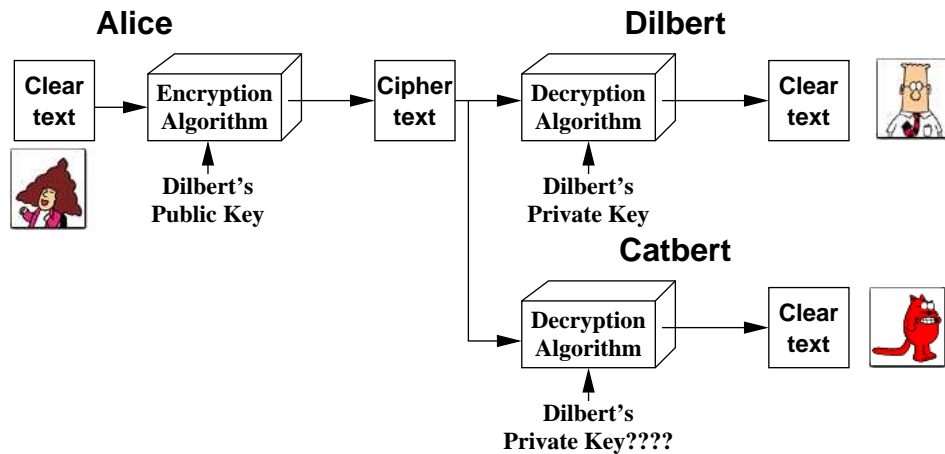 Alice
Dilbert
Clear
text
Encryption
Algorithm
Cipher
text
Decryption
Algorithm
Clear
text
Dilbert's
Public Key
Dilbert's
Private Key
Catbert
Decryption
Algorithm
Clear
text
Dilbert's
Private Key????